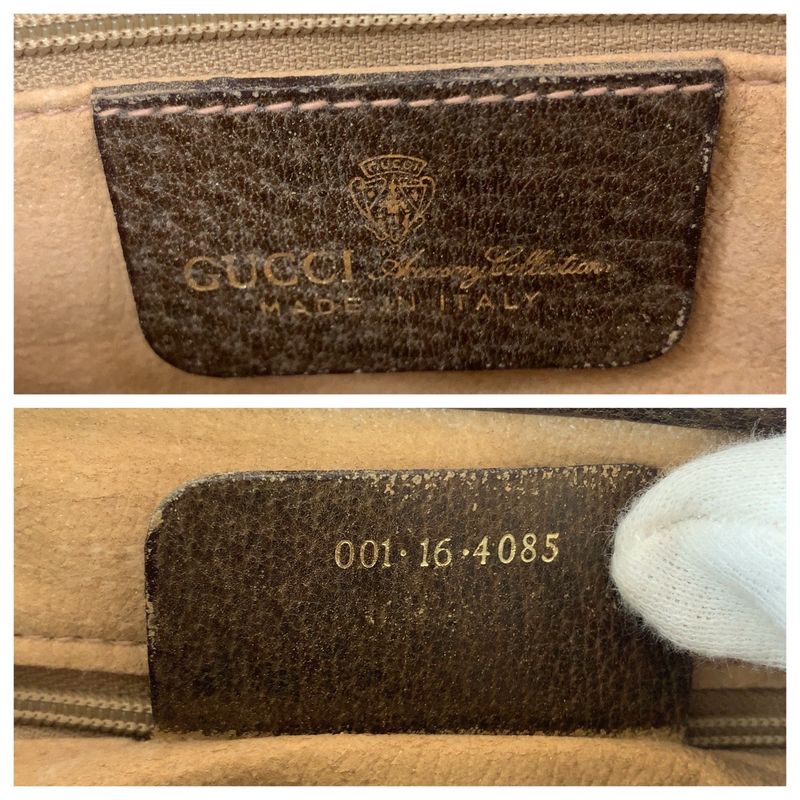 GUCCI
GUCCI Accessory Collection
MADE IN ITALY
001·16·4085